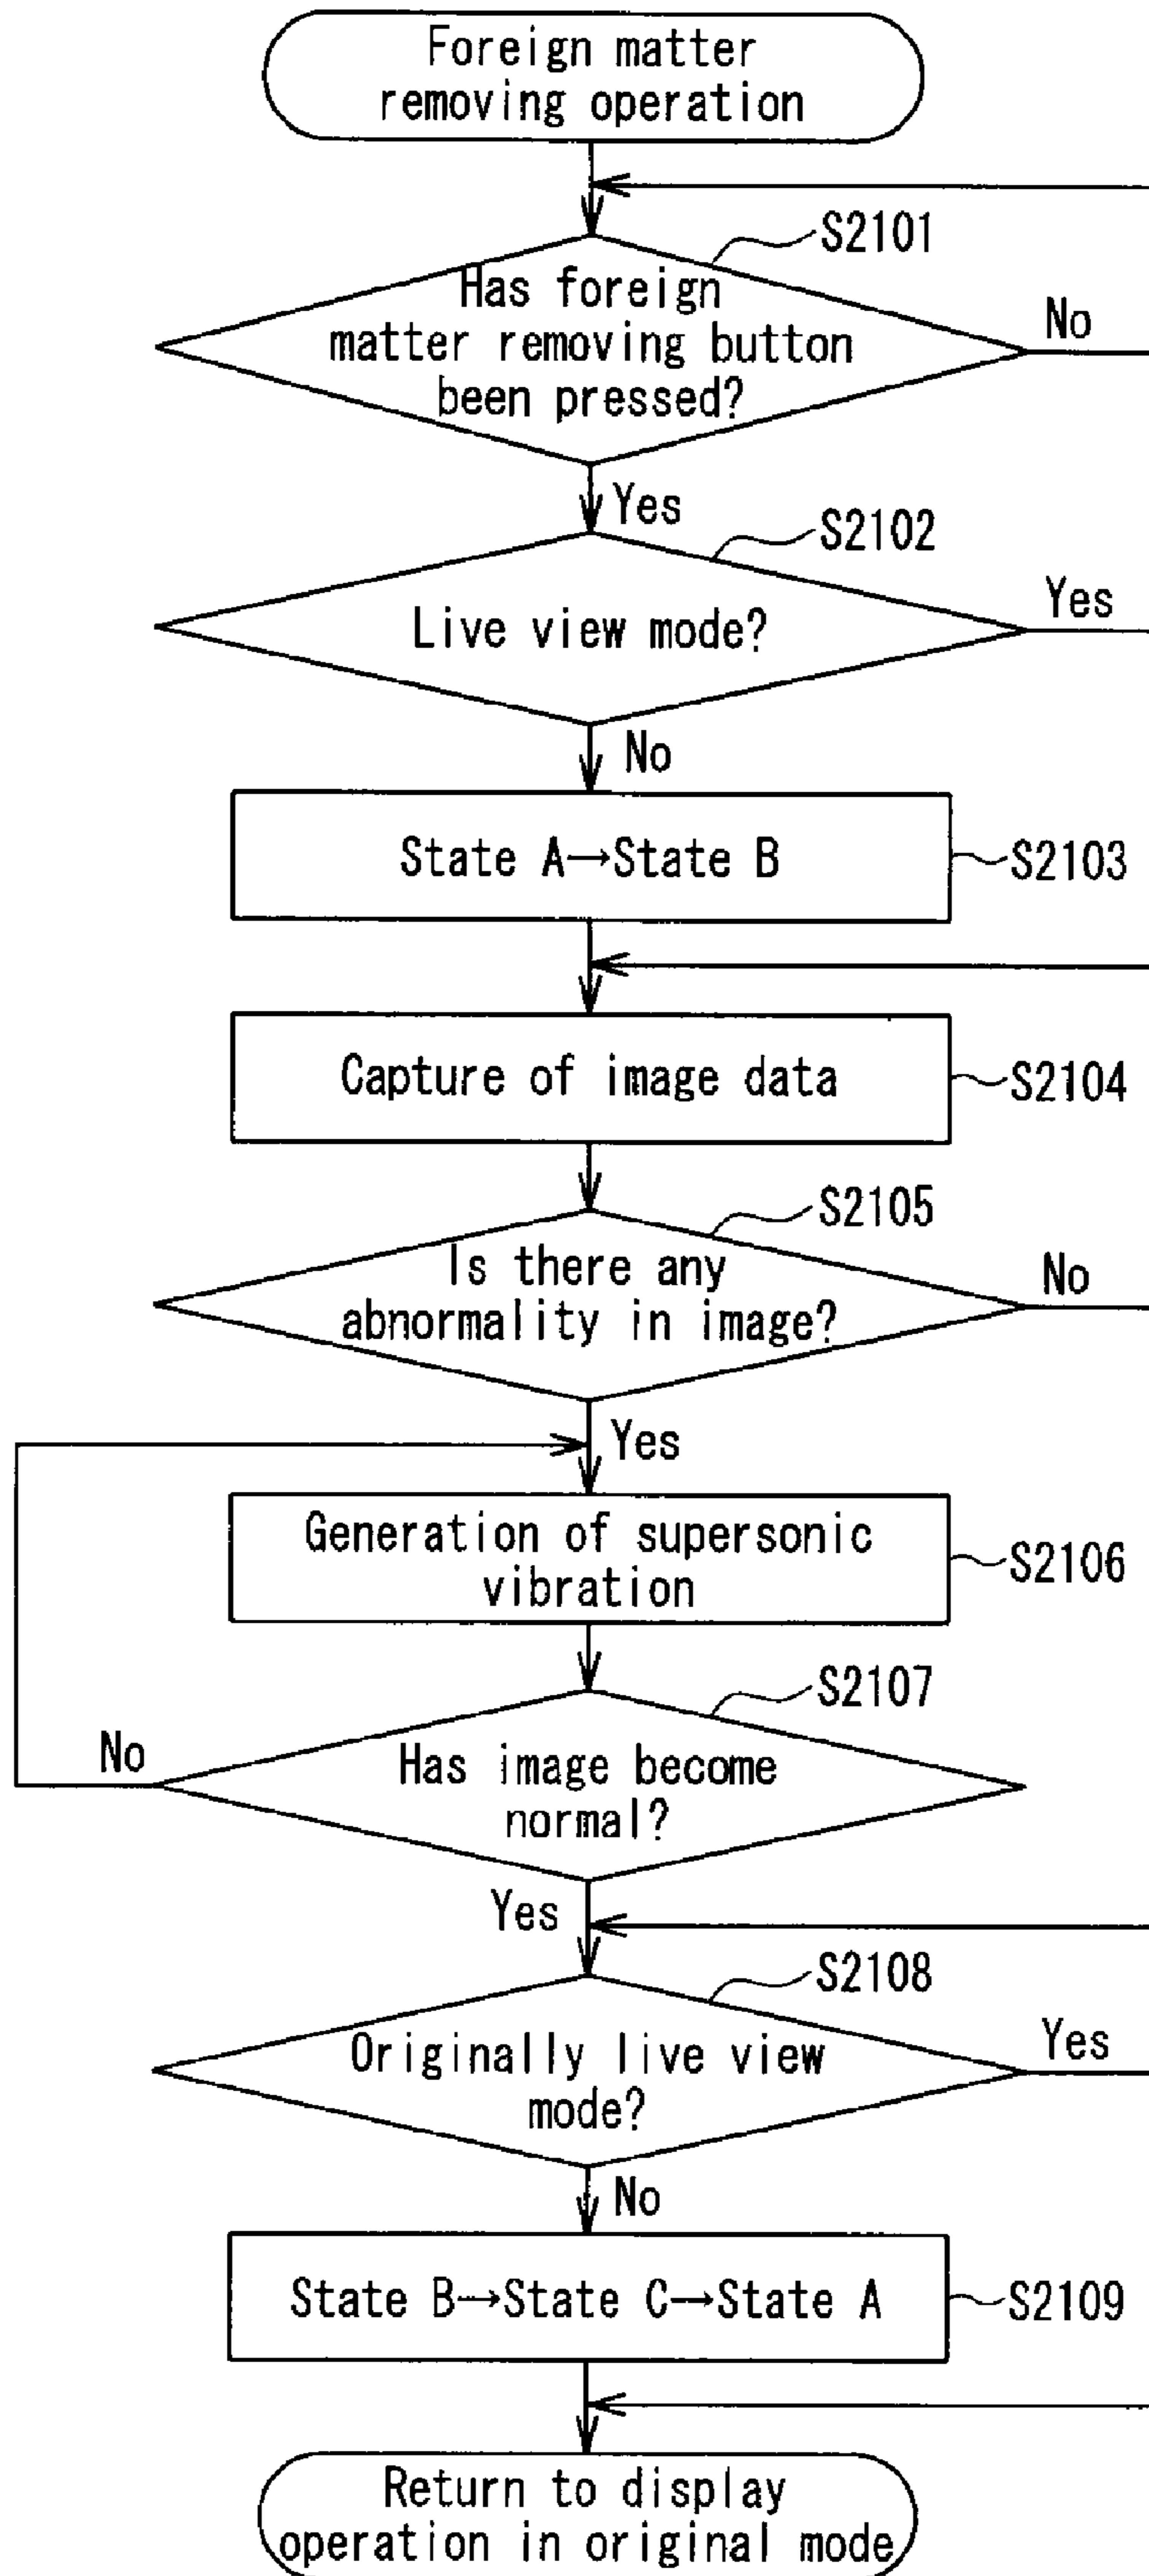 Foreign matter
removing operation
S2101
Has foreign
matter removing button
been pressed?
No
Yes
S2102
Live view mode?
Yes
No
State A→State B
S2103
Capture of image data
S2104
S2105
Is there any
abnormality in image?
No
Yes
Generation of supersonic
vibration
S2106
S2107
No
Has image become
normal?
Yes
S2108
Originally live view
mode?
Yes
No
State B→State C→State A
S2109
Return to display
operation in original mode